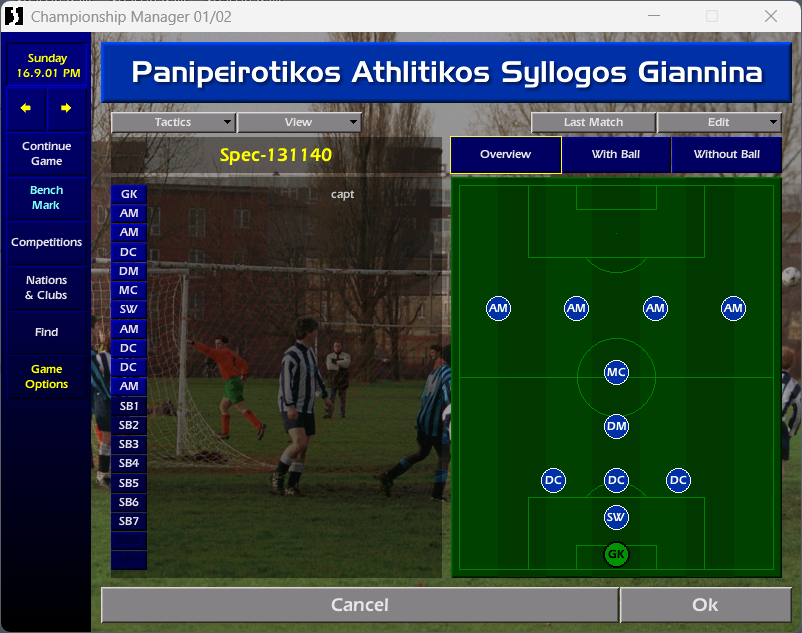 Championship Manager 01/02
Sunday
16.9.01 PM
Continue
Game
Bench
Mark
Competitions
Nations
& Clubs
Find
Game
Options
Panipeirotikos Athlitikos Syllogos Giannina
Tactics
View
Last Match
Edit
Spec-131140
Overview
With Ball
Without Ball
GK capt
AM
AM
DC
DM
MC
SW
AM
DC
DC
AM
SB1
SB2
SB3
SB4
SB5
SB6
SB7
AM AM AM AM
MC
DM
DC DC DC
SW
GK
Cancel
Ok